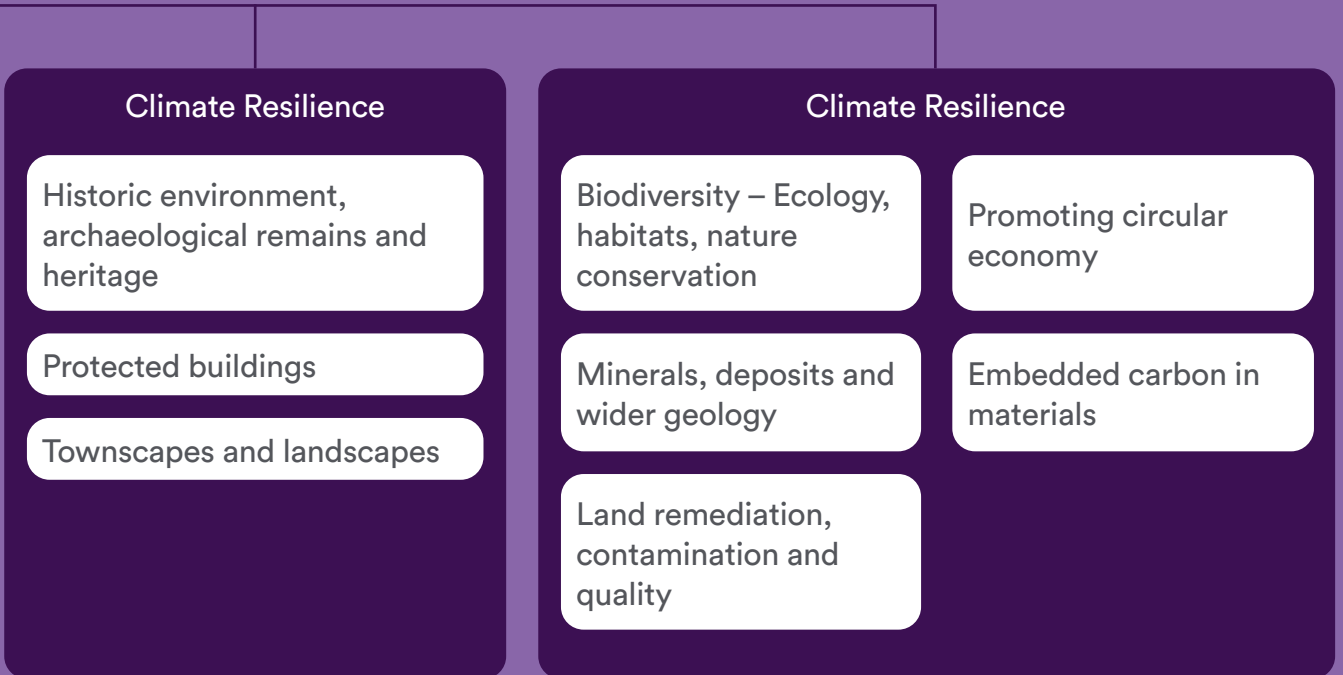 Climate Resilience
Historic environment,
archaeological remains and
heritage
Protected buildings
Townscapes and landscapes
Climate Resilience
Biodiversity – Ecology,
habitats, nature
conservation
Promoting circular
economy
Minerals, deposits and
wider geology
Embedded carbon in
materials
Land remediation,
contamination and
quality